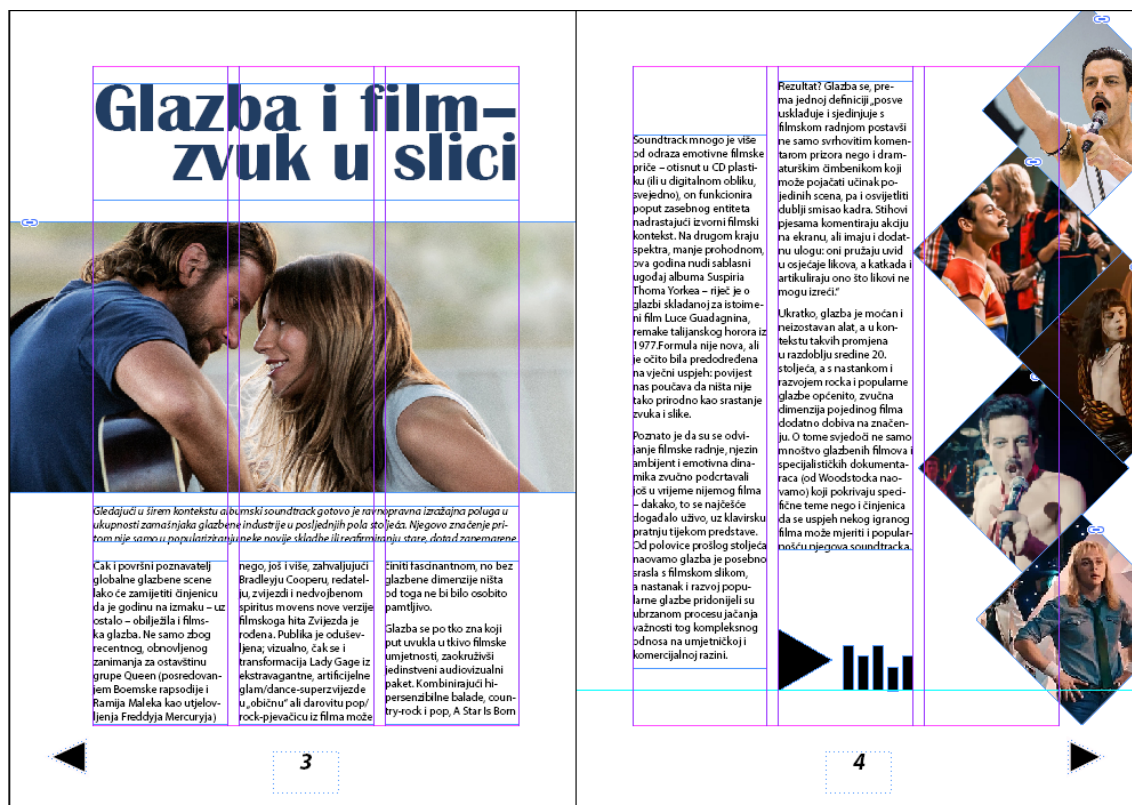 Glazba i film–
zvuk u slici
Gledajući u širem kontekstu albumski soundtrack gotovo je ravnopravna izražajna poluga u
ukupnosti zamašnjaka glazbene industrije u posljednjih pola stoljeća. Njegovo značenje pri-
tom nije samo u populariziranju neke novije skladbe ili reafirmiranju stare, dotad zanemarene.
Čak i površni poznavatelj
globalne glazbene scene
lako će zamijetiti činjenicu
da je godinu na izmaku – uz
ostalo – obilježila i films-
ka glazba. Ne samo zbog
recentnog, obnovljenog
zanimanja za ostavštinu
grupe Queen (posredovan-
jem Boemske rapsodije i
Ramija Maleka kao utjelov-
ljenja Freddyja Mercuryja)
nego, još i više, zahvaljujući
Bradleyju Cooperu, redatel-
ju, zvijezdi i nedvojbenom
spiritus movens nove verzije
filmskoga hita Zvijezda je
rođena. Publika je odušev-
ljena; vizualno, čak se i
transformacija Lady Gage iz
ekstravagantne, artificijelne
glam/dance-superzvijezde
u „običnu“ ali darovitu pop/
rock-pjevačicu iz filma može
činiti fascinantnom, no bez
glazbene dimenzije ništa
od toga ne bi bilo osobito
pamtljivo.
Glazba se po tko zna koji
put uvukla u tkivo filmske
umjetnosti, zaokruživši
jedinstveni audiovizualni
paket. Kombinirajući hi-
persenzibilne balade, coun-
try-rock i pop, A Star Is Born
3
Soundtrack mnogo je više
od odraza emotivne filmske
priče – otisnut u CD plasti-
ku (ili u digitalnom obliku,
svejedno), on funkcionira
poput zasebnog entiteta
nadrastajući izvorni filmski
kontekst. Na drugom kraju
spektra, manje prohodnom,
ova godina nudi sablasni
ugođaj albuma Suspiria
Thoma Yorkea – riječ je o
glazbi skladanoj za istoime-
ni film Luce Guadagnina,
remake talijanskog horora iz
1977.Formula nije nova, ali
je očito bila predodređena
na vječni uspjeh: povijest
nas poučava da ništa nije
tako prirodno kao srastanje
zvuka i slike.
Poznato je da su se odvi-
janje filmske radnje, njezin
ambijent i emotivna dina-
mika zvučno podcrtavali
još u vrijeme nijemog filma
– dakako, to se najčešće
događalo uživo, uz klavirsku
pratnju tijekom predstave.
Od polovice prošlog stoljeća
naovamo glazba je posebno
srasla s filmskom slikom,
a nastanak i razvoj popu-
larne glazbe pridonijeli su
ubrzanom procesu jačanja
važnosti tog kompleksnog
odnosa na umjetničkoj i
komercijalnoj razini.
Rezultat? Glazba se, pre-
ma jednoj definiciji „posve
usklađuje i sjedinjuje s
filmskom radnjom postavši
ne samo svrhovitim komen-
tarom prizora nego i dram-
aturškim čimbenikom koji
može pojačati učinak po-
jedinih scena, pa i osvijetliti
dublji smisao kadra. Stihovi
pjesama komentiraju akciju
na ekranu, ali imaju i dodat-
nu ulogu: oni pružaju uvid
u osjećaje likova, a katkada i
artikuliraju ono što likovi ne
mogu izreći.“
Ukratko, glazba je moćan i
neizostavan alat, a u kon-
tekstu takvih promjena
u razdoblju sredine 20.
stoljeća, a s nastankom i
razvojem rocka i popularne
glazbe općenito, zvučna
dimenzija pojedinog filma
dodatno dobiva na značen-
ju. O tome svjedoči ne samo
mnoštvo glazbenih filmova i
specijalističkih dokumenta-
raca (od Woodstocka nao-
vamo) koji pokrivaju speci-
fične teme nego i činjenica
da se uspjeh nekog igranog
filma može mjeriti i popular-
nošću njegova soundtracka.
4